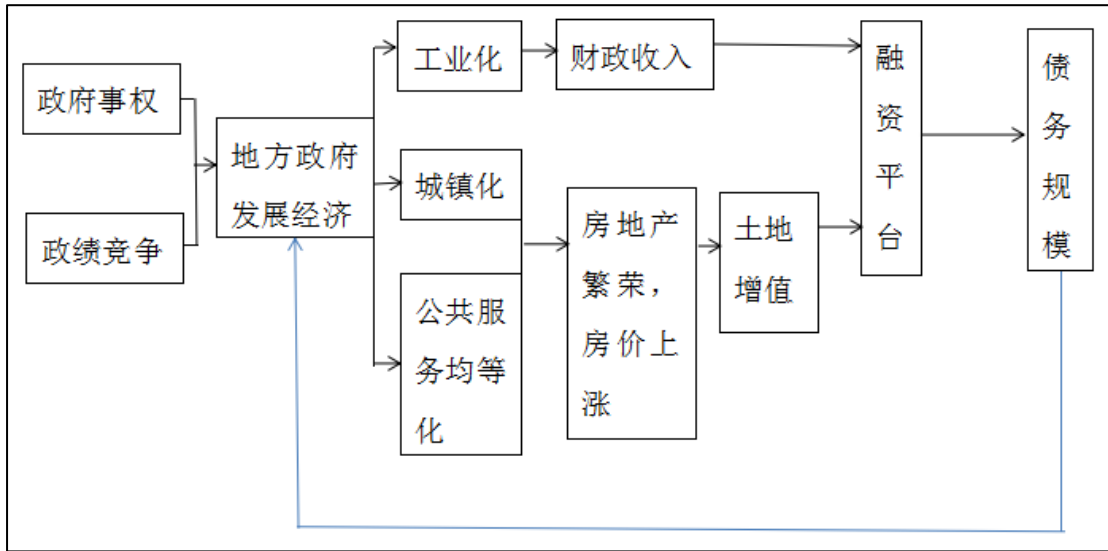 政府事权
政绩竞争
地方政府
发展经济
工业化
财政收入
城镇化
公共服
务均等
化
房地产
繁荣，
房价上
涨
土地
增值
融
资
平
台
债
务
规
模